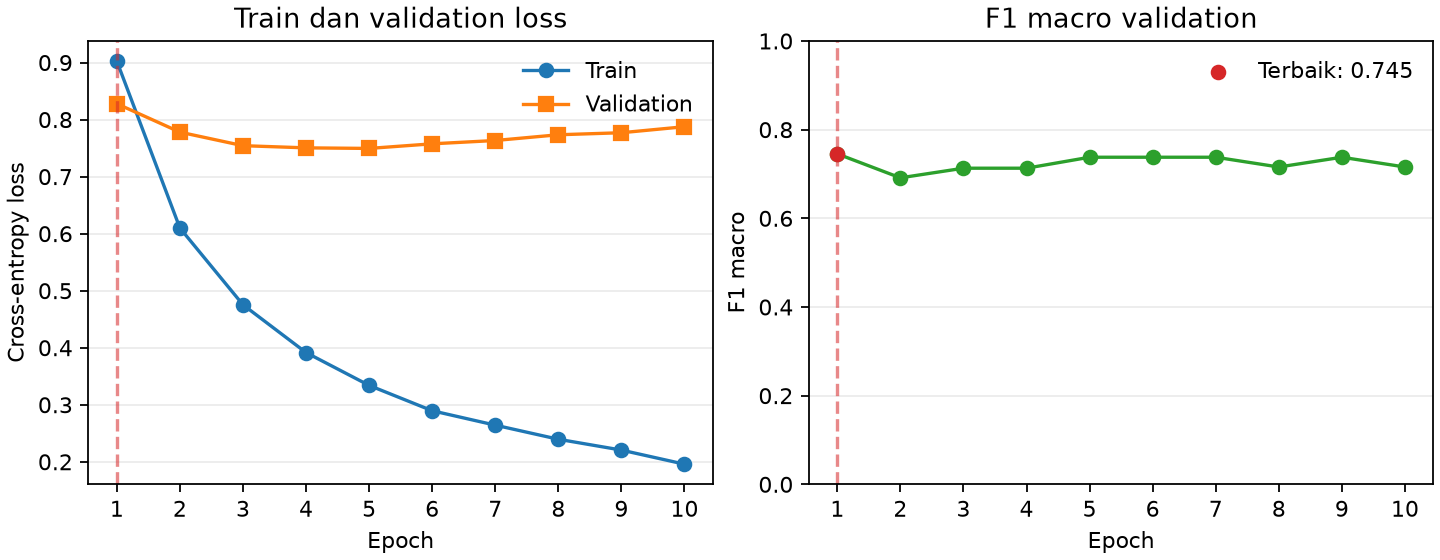 Train dan validation loss
Cross-entropy loss
0.9
0.8
0.7
0.6
0.5
0.4
0.3
0.2
Train
Validation
1 2 3 4 5 6 7 8 9 10
Epoch
F1 macro validation
F1 macro
1.0
0.8
0.6
0.4
0.2
0.0
Terbaik: 0.745
1 2 3 4 5 6 7 8 9 10
Epoch